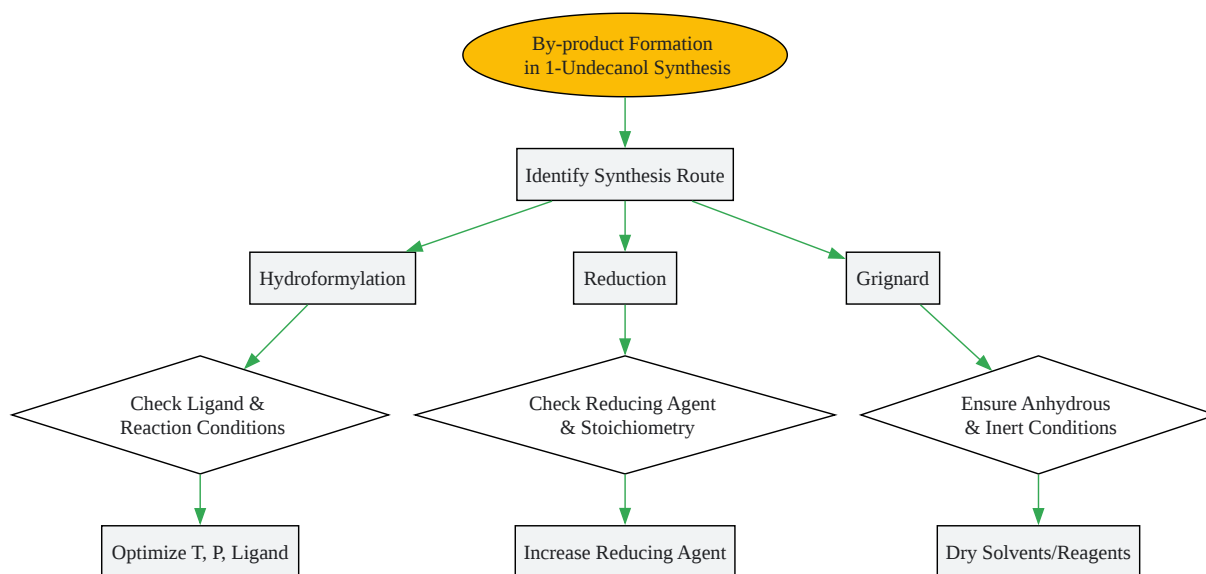 By-product Formation
in 1-Undecanol Synthesis
Identify Synthesis Route
Hydroformylation
Reduction
Grignard
Check Ligand &
Reaction Conditions
Check Reducing Agent
& Stoichiometry
Ensure Anhydrous
& Inert Conditions
Optimize T, P, Ligand
Increase Reducing Agent
Dry Solvents/Reagents